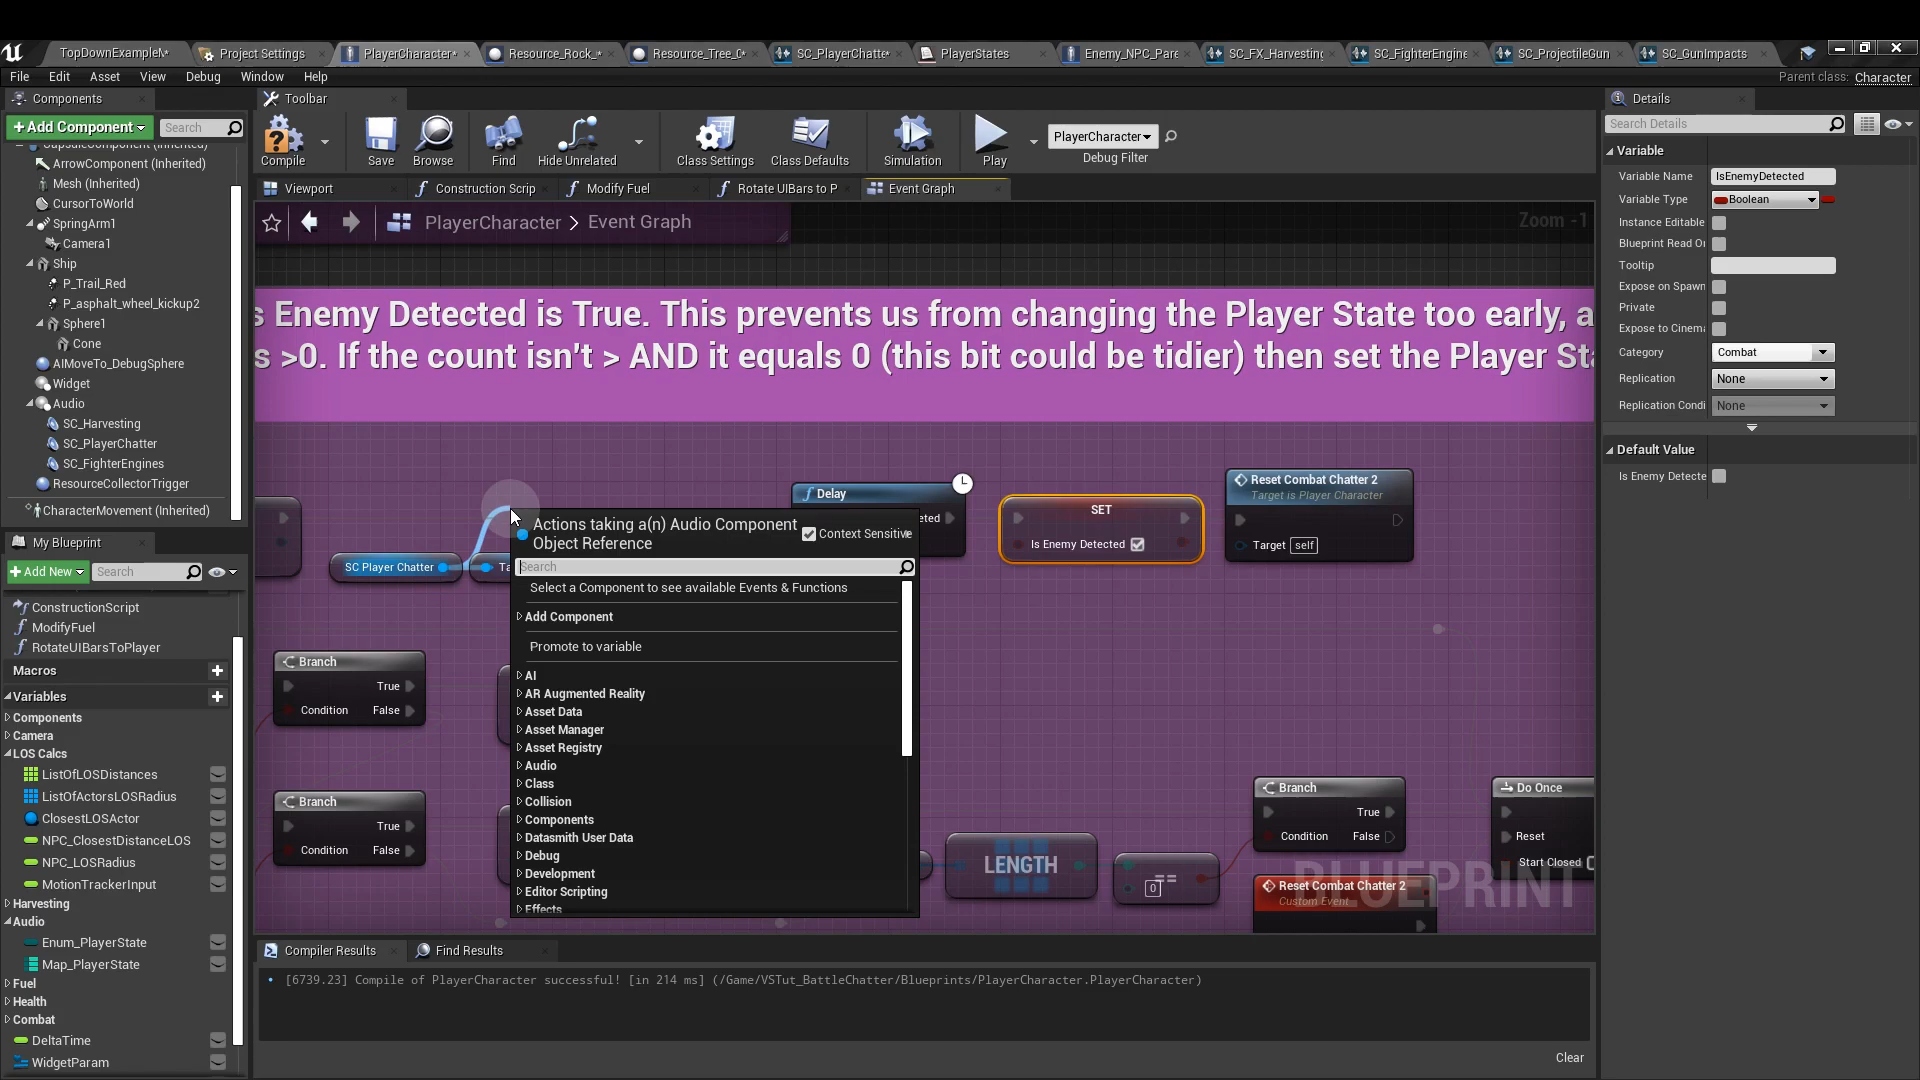 TopDownExampleM*
Project Settings
PlayerCharacter*
Resource_Rock_*
Resource_Tree_0*
SC_PlayerChatte*
PlayerStates
Enemy_NPC_Pare
SC_FX_Harvesting
SC_FighterEngine
SC_ProjectileGun
SC_GunImpacts
File Edit Asset View Debug Window Help
Parent class: Character
Components
Toolbar
Details
Add Component
Search
Search Details
ArrowComponent (Inherited)
Mesh (Inherited)
CursorToWorld
SpringArm1
Camera1
Ship
P_Trail_Red
P_asphalt_wheel_kickup2
Sphere1
Cone
AIMoveTo_DebugSphere
Widget
Audio
SC_Harvesting
SC_PlayerChatter
SC_FighterEngines
ResourceCollectorTrigger
CharacterMovement (Inherited)
Compile
Save
Browse
Find
Hide Unrelated
Class Settings
Class Defaults
Simulation
Play
PlayerCharacter
Debug Filter
Viewport
Construction Scrip
Modify Fuel
Rotate UIBars to P
Event Graph
PlayerCharacter > Event Graph
Zoom -1
s Enemy Detected is True. This prevents us from changing the Player State too early, a
s >0. If the count isn't > AND it equals 0 (this bit could be tidier) then set the Player Sta
Delay
eted
SET
Is Enemy Detected
Reset Combat Chatter 2
Target is Player Character
Target self
SC Player Chatter
Ta
Actions taking a(n) Audio Component
Object Reference
Context Sensitive
Search
Select a Component to see available Events & Functions
Add Component
Promote to variable
AI
AR Augmented Reality
Asset Data
Asset Manager
Asset Registry
Audio
Class
Collision
Components
Datasmith User Data
Debug
Development
Editor Scripting
Effects
Branch
True
Condition False
Branch
True
Condition False
LENGTH
0 ==
Branch
True
Condition False
Do Once
Reset
Start Closed
Reset Combat Chatter 2
Custom Event
BLUEPRINT
My Blueprint
Add New
Search
ConstructionScript
ModifyFuel
RotateUIBarsToPlayer
Macros
Variables
Components
Camera
LOS Calcs
ListOfLOSDistances
ListOfActorsLOSRadius
ClosestLOSActor
NPC_ClosestDistanceLOS
NPC_LOSRadius
MotionTrackerInput
Harvesting
Audio
Enum_PlayerState
Map_PlayerState
Fuel
Health
Combat
DeltaTime
WidgetParam
Compiler Results
Find Results
[6739.23] Compile of PlayerCharacter successful! [in 214 ms] (/Game/VSTut_BattleChatter/Blueprints/PlayerCharacter.PlayerCharacter)
Clear
Variable
Variable Name IsEnemyDetected
Variable Type Boolean
Instance Editable
Blueprint Read O
Tooltip
Expose on Spawn
Private
Expose to Cinema
Category Combat
Replication None
Replication Condi None
Default Value
Is Enemy Detecte